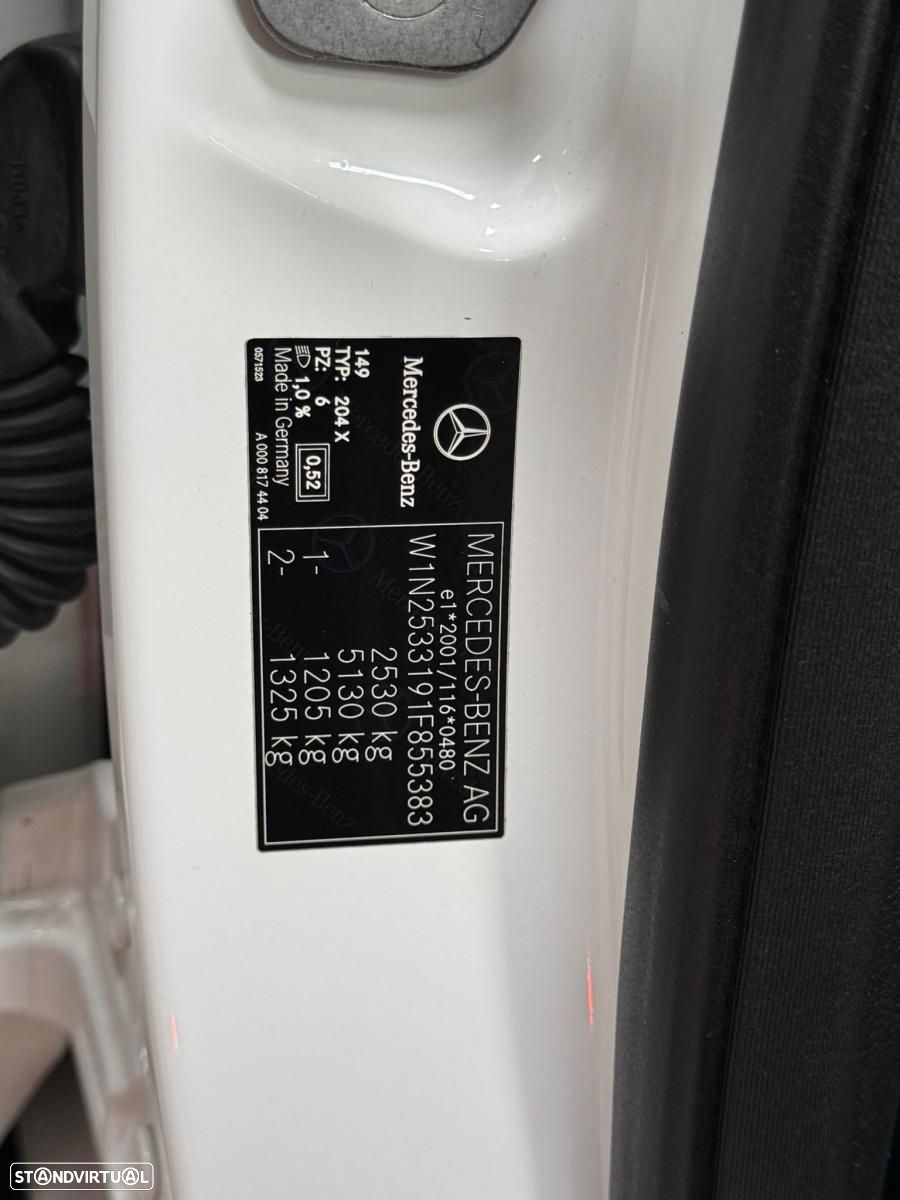 Mercedes-Benz
149
TYP: 204 X
PZ: 6
1,0 %
0,52
Made in Germany
0571523
A 000 817 44 04
MERCEDES-BENZ AG
e1*2001/116*0480
W1N2533191F855383
2530 kg
5130 kg
1- 1205 kg
2- 1325 kg
STANDVIRTUAL